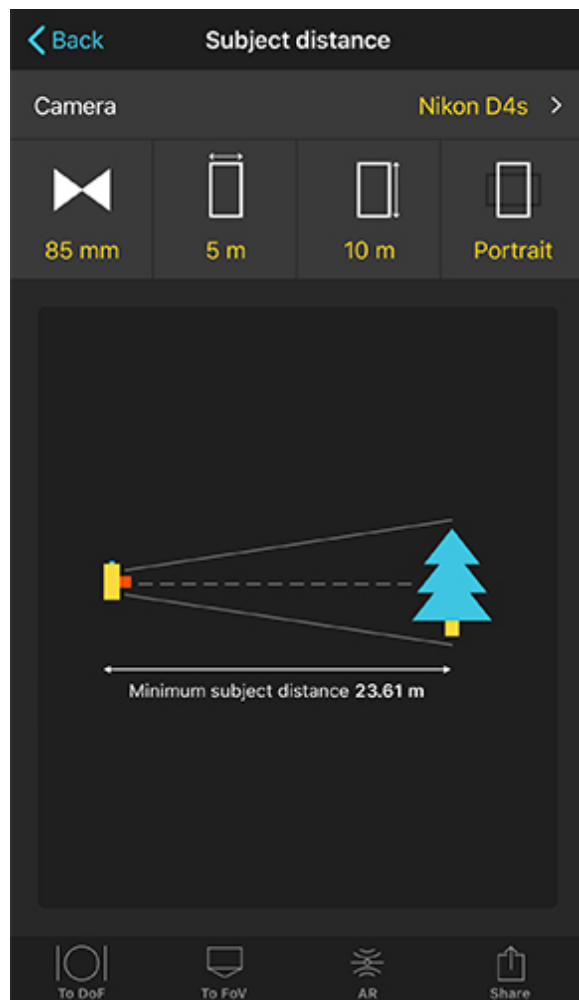 Back
Subject distance
Camera
Nikon D4s
85 mm
5 m
10 m
Portrait
Minimum subject distance 23.61 m
To DoF
To FoV
AR
Share